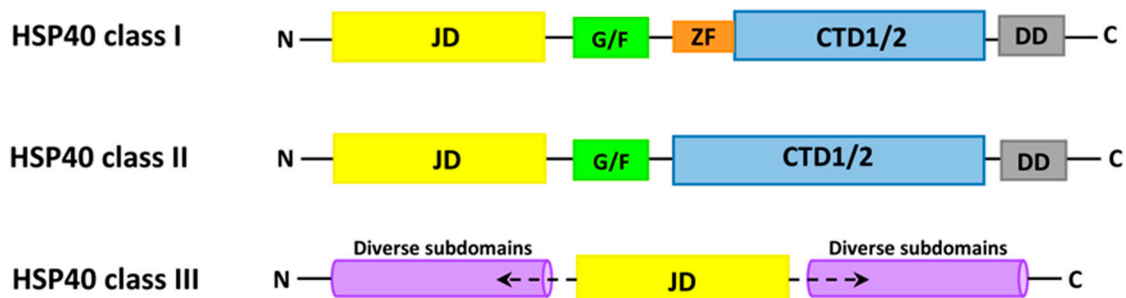 HSP40 class I N JD G/F ZF CTD1/2 DD C
HSP40 class II N JD G/F CTD1/2 DD C
Diverse subdomains Diverse subdomains
HSP40 class III N JD C